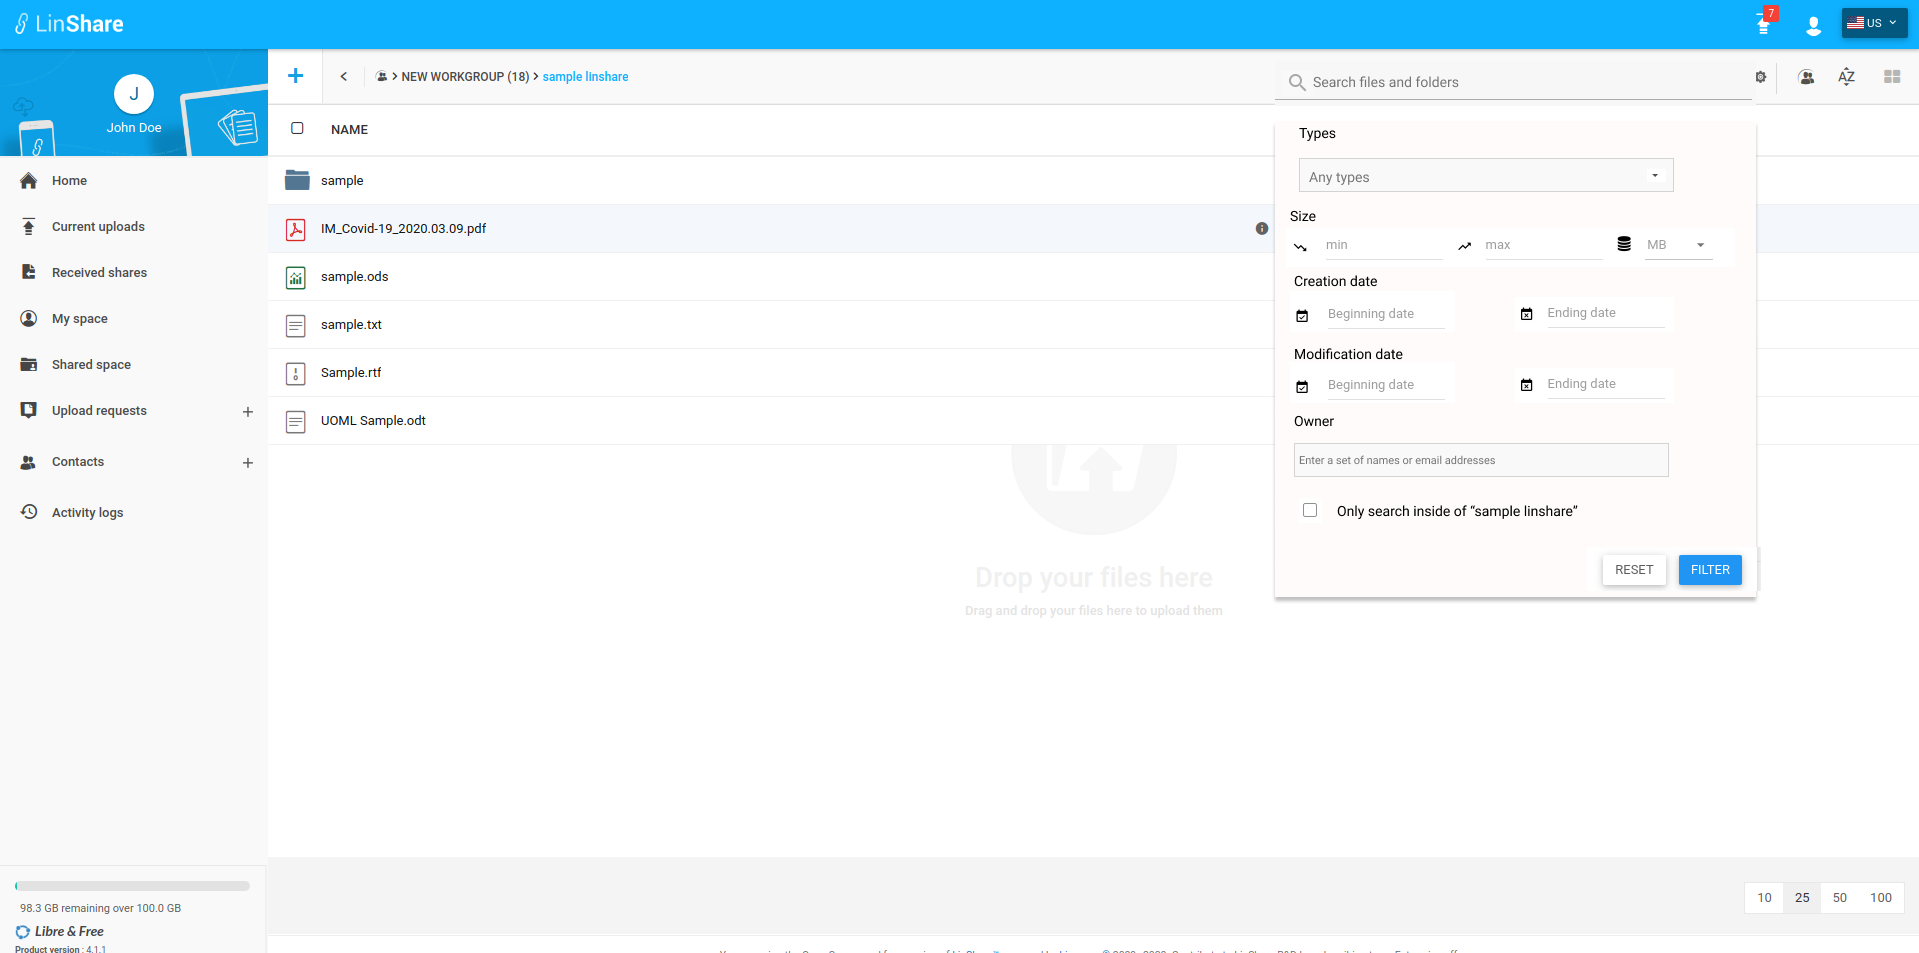 LinShare
7
US
J
John Doe
Home
Current uploads
Received shares
My space
Shared space
Upload requests
Contacts
Activity logs
98.3 GB remaining over 100.0 GB
Libre & Free
Product version : 4.1.1
NEW WORKGROUP (18) > sample linshare
Search files and folders
AZ
NAME
sample
IM_Covid-19_2020.03.09.pdf
sample.ods
sample.txt
Sample.rtf
UOML Sample.odt
Drop your files here
Drag and drop your files here to upload them
Types
Any types
Size
min
max
MB
Creation date
Beginning date
Ending date
Modification date
Beginning date
Ending date
Owner
Enter a set of names or email addresses
Only search inside of “sample linshare”
RESET
FILTER
10 25 50 100